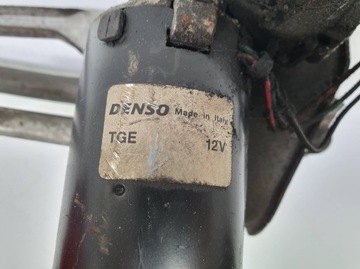 DENSO Made in Italy
TGE 12V